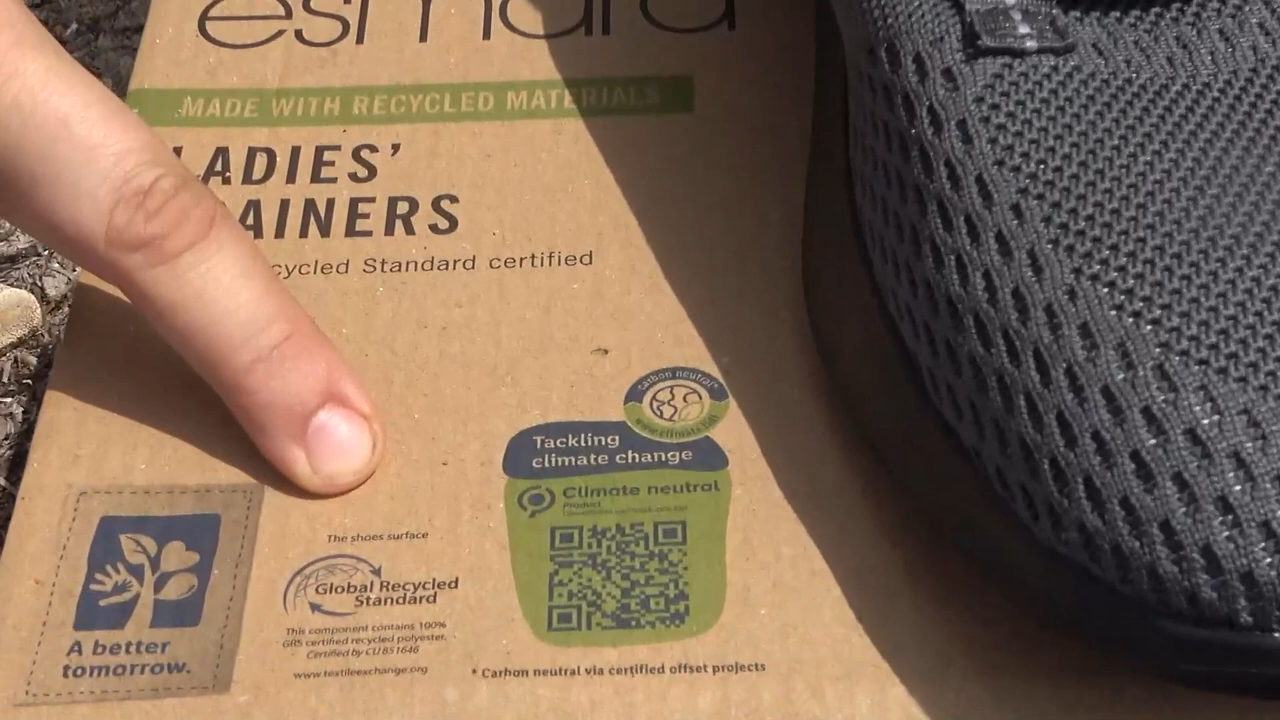 esmara
MADE WITH RECYCLED MATERIALS
LADIES'
AINERS
cycled Standard certified
carbon neutral*
Tackling
climate change
Climate neutral
Product
The shoes surface
Global Recycled
Standard
This component contains 100%
GRS certified recycled polyester.
Certified by CU 851646
www.textileexchange.org
A better
tomorrow.
* Carbon neutral via certified offset projects